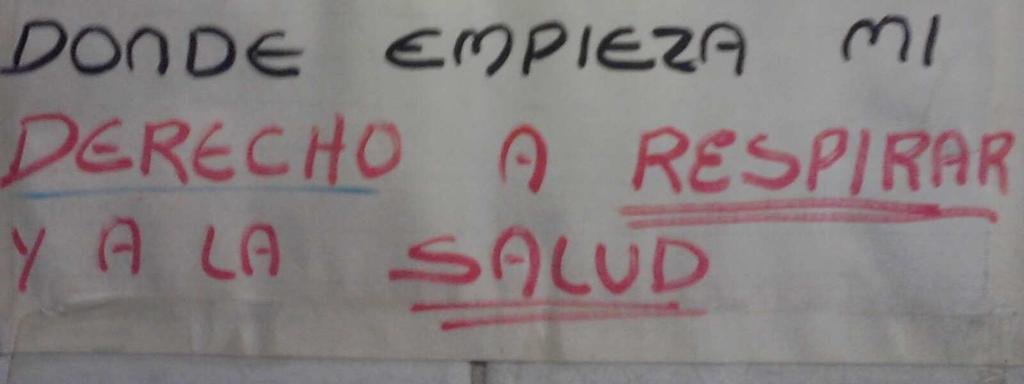 DONDE EMPIEZA MI
DERECHO A RESPIRAR
Y A LA SALUD